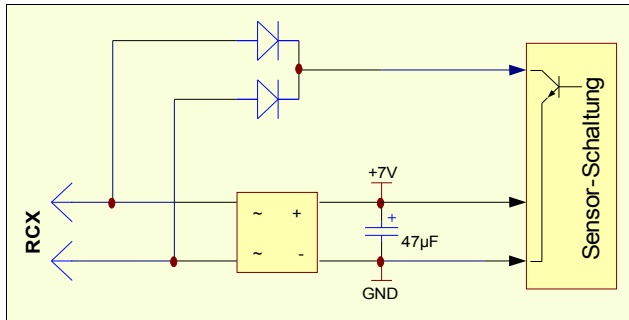 +7V
RCX
~ +
+
47µF
~ -
GND
Sensor-Schaltung